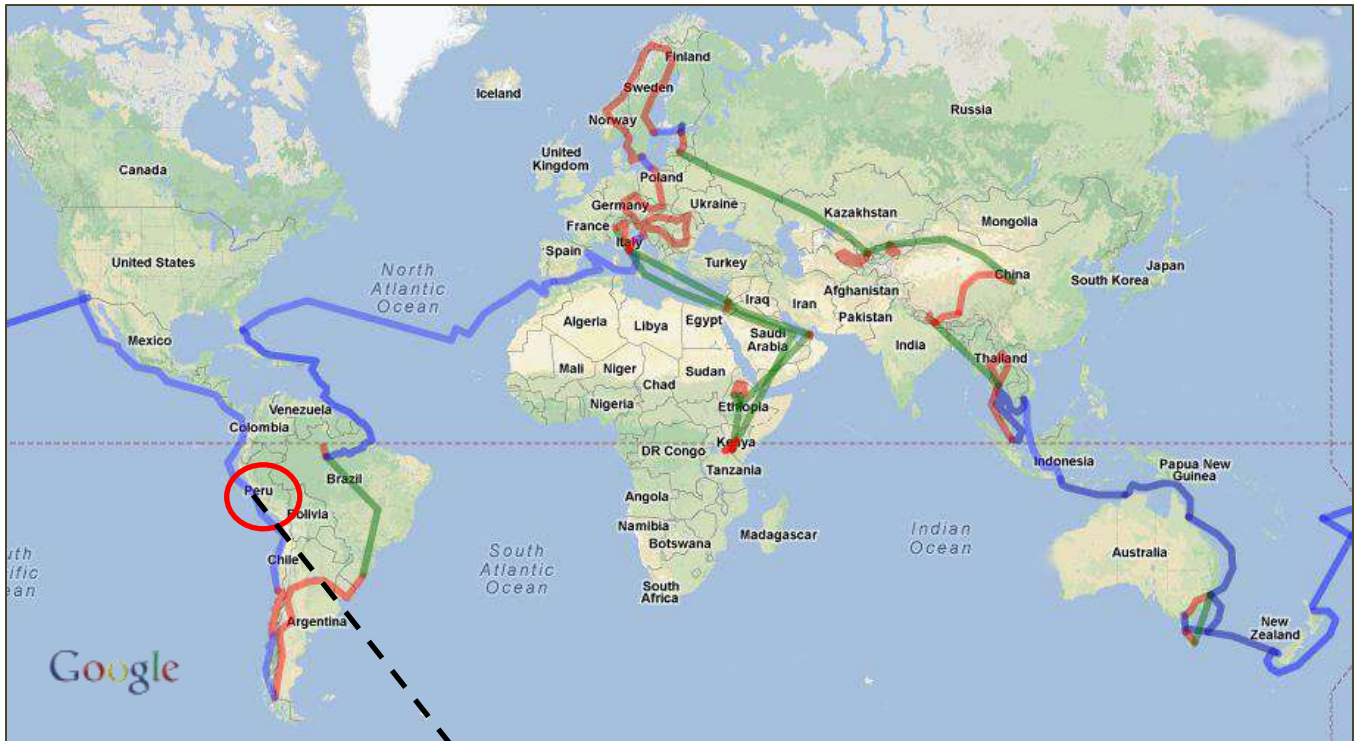 Iceland
Finland
Sweden
Norway
Russia
Canada
United
Kingdom
Poland
Germany
Ukraine
France
Italy
Kazakhstan
Mongolia
Spain
Turkey
United States
North
Atlantic
Ocean
China
South Korea
Japan
Iraq
Iran
Afghanistan
Pakistan
Algeria
Libya
Egypt
Saudi
Arabia
India
Mexico
Mali
Niger
Sudan
Chad
Thailand
Venezuela
Colombia
Nigeria
Ethiopia
DR Congo
Kenya
Tanzania
Indonesia
Papua New
Guinea
Brazil
Peru
Bolivia
Angola
Namibia
Botswana
Madagascar
Indian
Ocean
Australia
South
Atlantic
Ocean
uth
ific
ean
Chile
South
Africa
Argentina
New
Zealand
Google